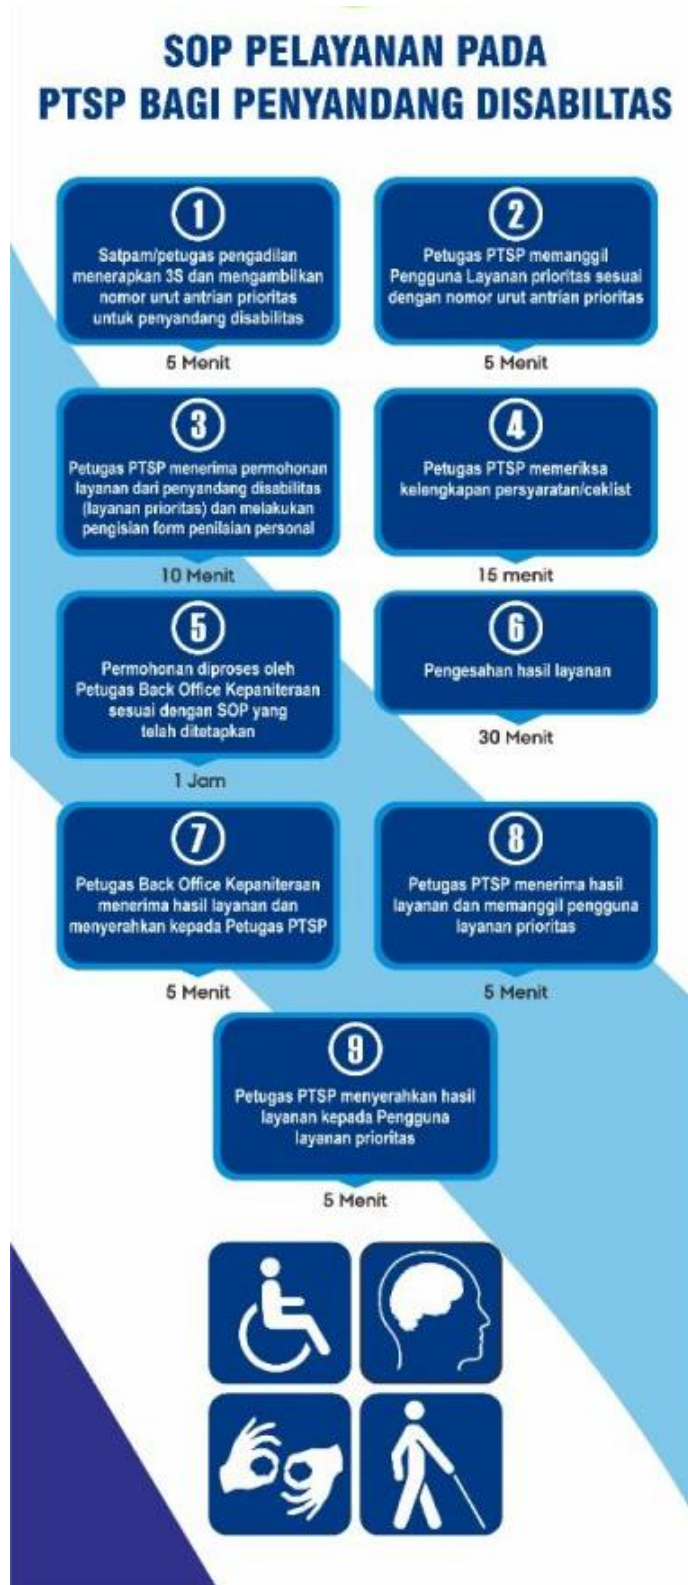 SOP PELAYANAN PADA
PTSP BAGI PENYANDANG DISABILTAS
1
Satpam/petugas pengadilan
menerapkan 3S dan mengambilkan
nomor urut antrian prioritas
untuk penyandang disabilitas
5 Menit
2
Petugas PTSP memanggil
Pengguna Layanan prioritas sesuai
dengan nomor urut antrian prioritas
5 Menit
3
Petugas PTSP menerima permohonan
layanan dari penyandang disabilitas
(layanan prioritas) dan melakukan
pengisian form penilaian personal
10 Menit
4
Petugas PTSP memeriksa
kelengkapan persyaratan/ceklist
15 menit
5
Permohonan diproses oleh
Petugas Back Office Kepaniteraan
sesuai dengan SOP yang
telah ditetapkan
1 Jam
6
Pengesahan hasil layanan
30 Menit
7
Petugas Back Office Kepaniteraan
menerima hasil layanan dan
menyerahkan kepada Petugas PTSP
5 Menit
8
Petugas PTSP menerima hasil
layanan dan memanggil pengguna
layanan prioritas
5 Menit
9
Petugas PTSP menyerahkan hasil
layanan kepada Pengguna
layanan prioritas
5 Menit